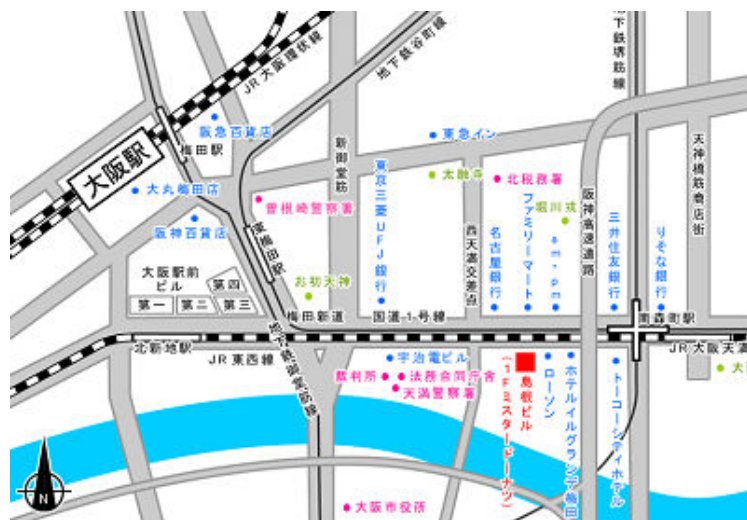 JR大阪環状線
地下鉄谷町線
地下鉄堺筋線
阪急百貨店
梅田駅
大阪駅
大丸梅田店
阪神百貨店
曽根崎警察署
東梅田駅
新御堂筋
東急イン
太融寺
北税務署
堀川戎
東京三菱UFJ銀行
西天満交差点
名古屋銀行
ファミリーマート
am.pm
阪神高速道路
三井住友銀行
りそな銀行
天神橋筋商店街
大阪駅前
ビル
第四
第一
第二
第三
お初天神
梅田新道
国道1号線
南森町駅
北新地駅
JR東西線
地下鉄御堂筋線
JR大阪天満
宇治電ビル
裁判所
法務合同庁舎
天満警察署
島根ビル
(1Fミスタードーナツ)
ローソン
ホテルイルグランデ梅田
トーコーシティホテル
大阪市役所
N